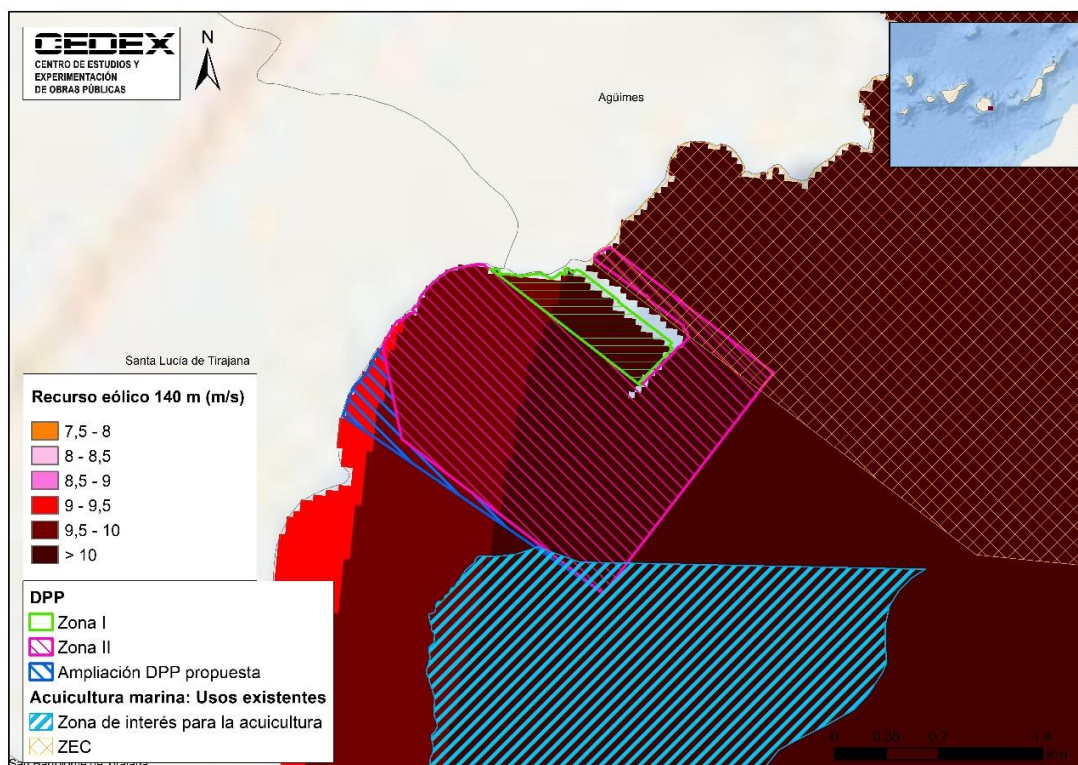 CEDEX
CENTRO DE ESTUDIOS Y
EXPERIMENTACIÓN
DE OBRAS PÚBLICAS
N
Agüimes
Santa Lucía de Tirajana
Recurso eólico 140 m (m/s)
7,5 - 8
8 - 8,5
8,5 - 9
9 - 9,5
9,5 - 10
> 10
DPP
Zona I
Zona II
Ampliación DPP propuesta
Acuicultura marina: Usos existentes
Zona de interés para la acuicultura
ZEC
0 0,35 0,7 1,4
Km